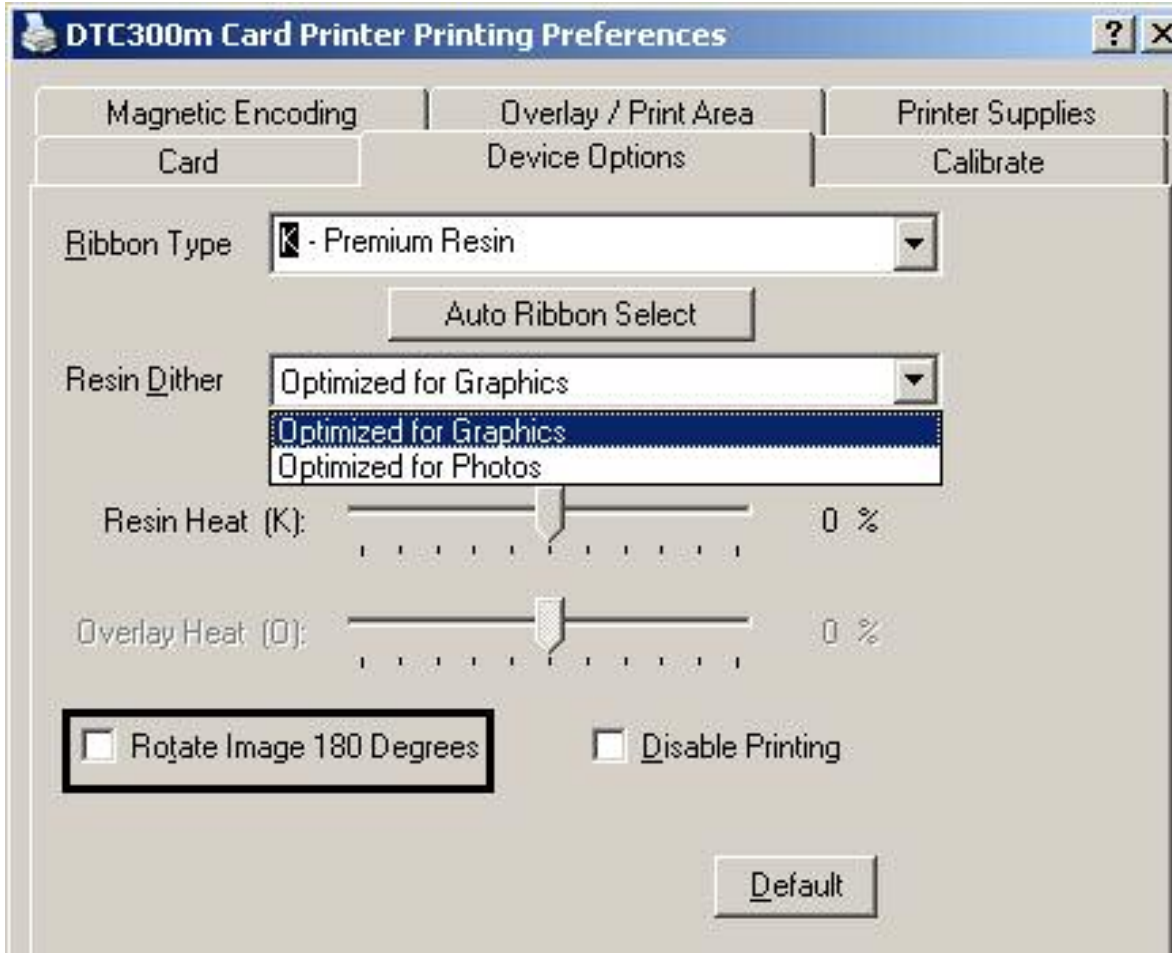 DTC300m Card Printer Printing Preferences
Magnetic Encoding Overlay / Print Area Printer Supplies
Card Device Options Calibrate
Ribbon Type K - Premium Resin
Auto Ribbon Select
Resin Dither Optimized for Graphics
Optimized for Graphics
Optimized for Photos
Resin Heat (K): 0 %
Overlay Heat (O): 0 %
Rotate Image 180 Degrees Disable Printing
Default